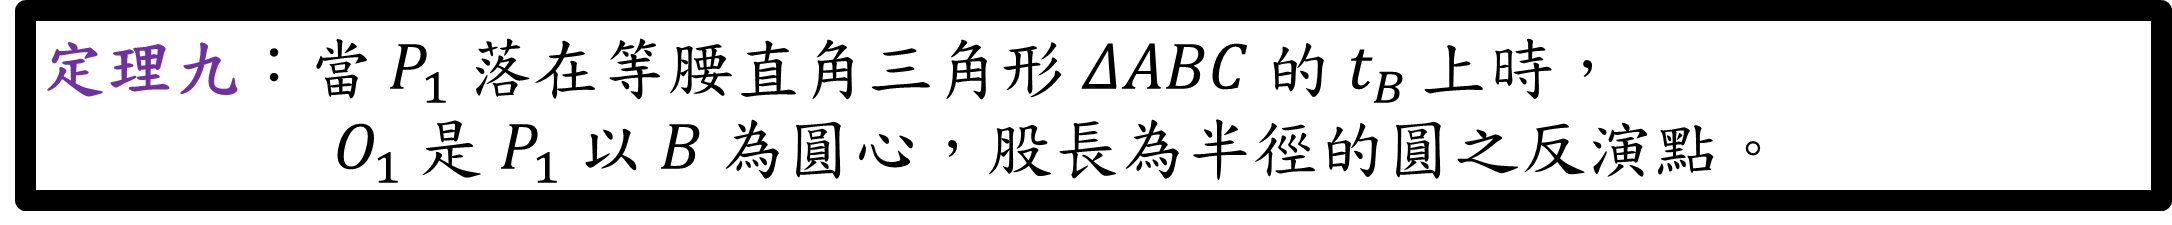 定理九：當 P₁ 落在等腰直角三角形 ΔABC 的 t_B 上時，
O₁ 是 P₁ 以 B 為圓心，股長為半徑的圓之反演點。